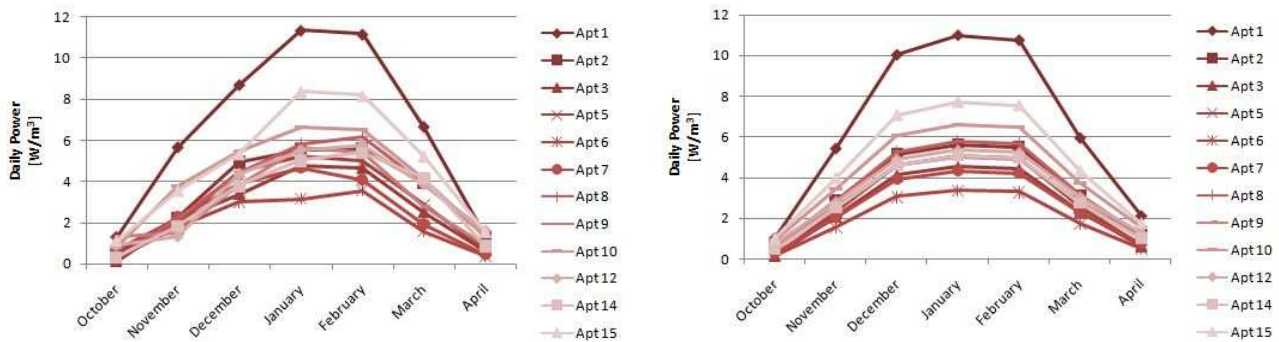 12
10
8
6
4
2
0
Daily Power
[W/m³]
October
November
December
January
February
March
April
Apt 1
Apt 2
Apt 3
Apt 5
Apt 6
Apt 7
Apt 8
Apt 9
Apt 10
Apt 12
Apt 14
Apt 15
12
10
8
6
4
2
0
Daily Power
[W/m³]
October
November
December
January
February
March
April
Apt 1
Apt 2
Apt 3
Apt 5
Apt 6
Apt 7
Apt 8
Apt 9
Apt 10
Apt 12
Apt 14
Apt 15